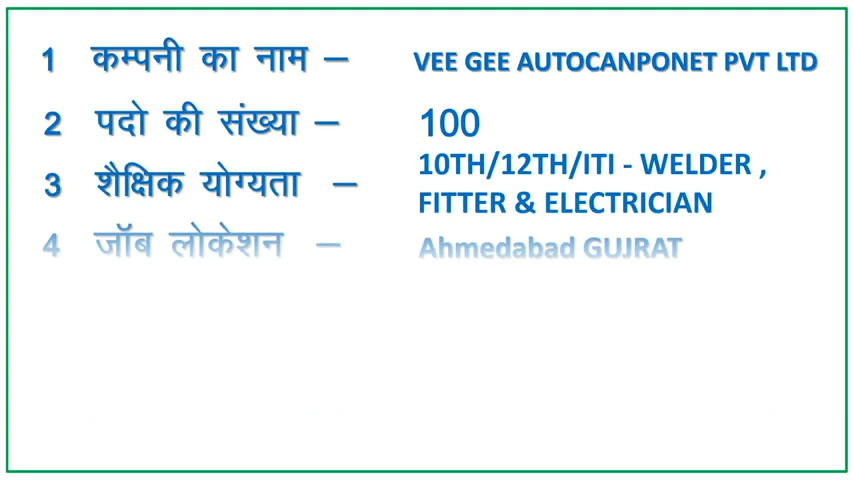 1 कम्पनी का नाम – VEE GEE AUTOCANPONET PVT LTD
2 पदो की संख्या – 100
3 शैक्षिक योग्यता – 10TH/12TH/ITI - WELDER ,
FITTER & ELECTRICIAN
4 जॉब लोकेशन – Ahmedabad GUJRAT